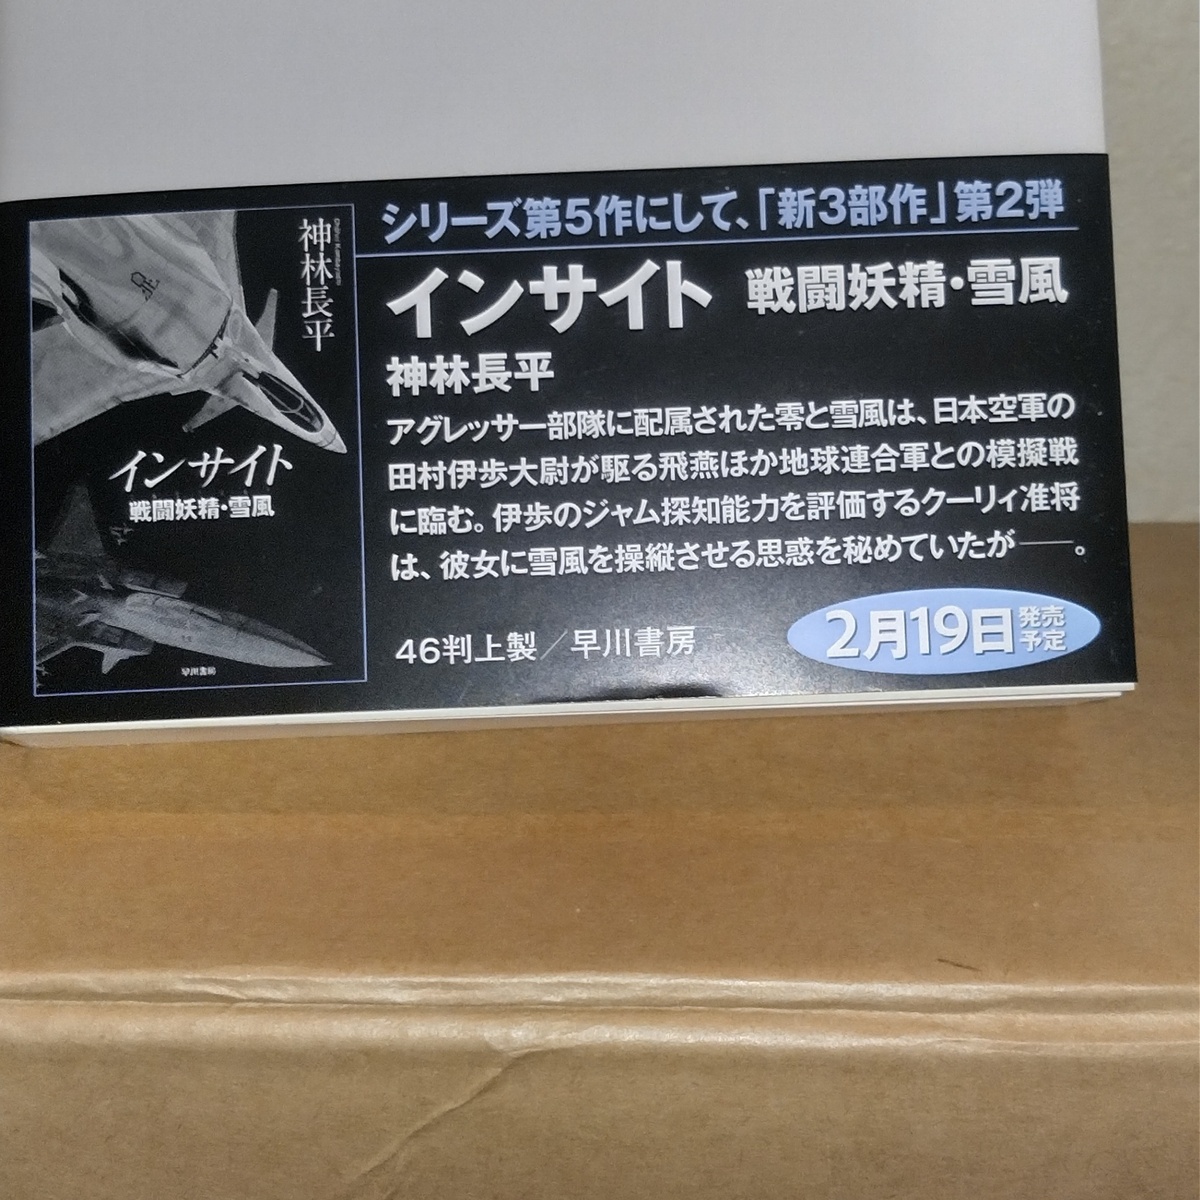 シリーズ第5作にして、「新3部作」第2弾
インサイト 戦闘妖精・雪風
神林長平
アグレッサー部隊に配属された零と雪風は、日本空軍の
田村伊歩大尉が駆る飛燕ほか地球連合軍との模擬戦
に臨む。伊歩のジャム探知能力を評価するクーリィ准将
は、彼女に雪風を操縦させる思惑を秘めていたが──。
46判上製／早川書房
2月19日発売予定
神林長平
インサイト
戦闘妖精・雪風
早川書房